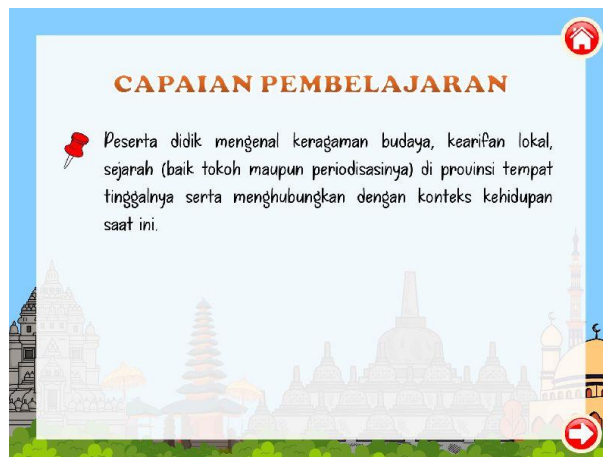 CAPAIAN PEMBELAJARAN
Peserta didik mengenal keragaman budaya, kearifan lokal,
sejarah (baik tokoh maupun periodisasinya) di provinsi tempat
tinggalnya serta menghubungkan dengan konteks kehidupan
saat ini.